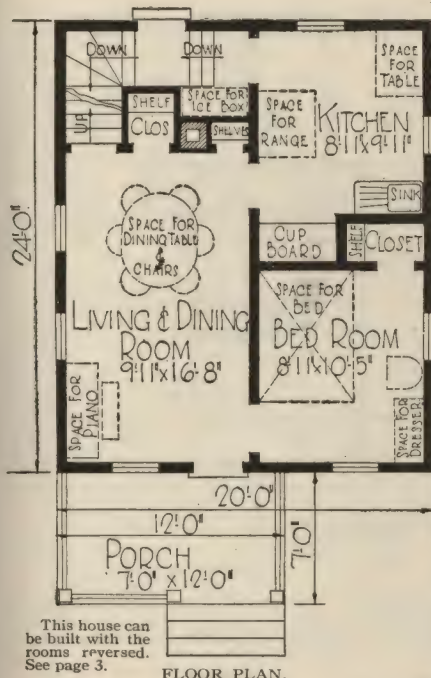 DOWN
DOWN
SHELF
CLOS
UP
SPACE FOR
ICE BOX
SHELVES
SPACE
FOR
TABLE
SPACE
FOR
RANGE
KITCHEN
8'-11"X9'-11"
SINK
24'-0"
SPACE FOR
DINING TABLE
&
CHAIRS
CUP
BOARD
SHELF
CLOSET
SPACE FOR
BED
LIVING & DINING
ROOM
9'-11"X16'-8"
BED ROOM
8'-11"X10'-5"
SPACE FOR
PIANO
SPACE FOR
DRESSER
20'-0"
12'-0"
7'-0"
PORCH
7'-0" X 12'-0"
This house can
be built with the
rooms reversed.
See page 3.
FLOOR PLAN.